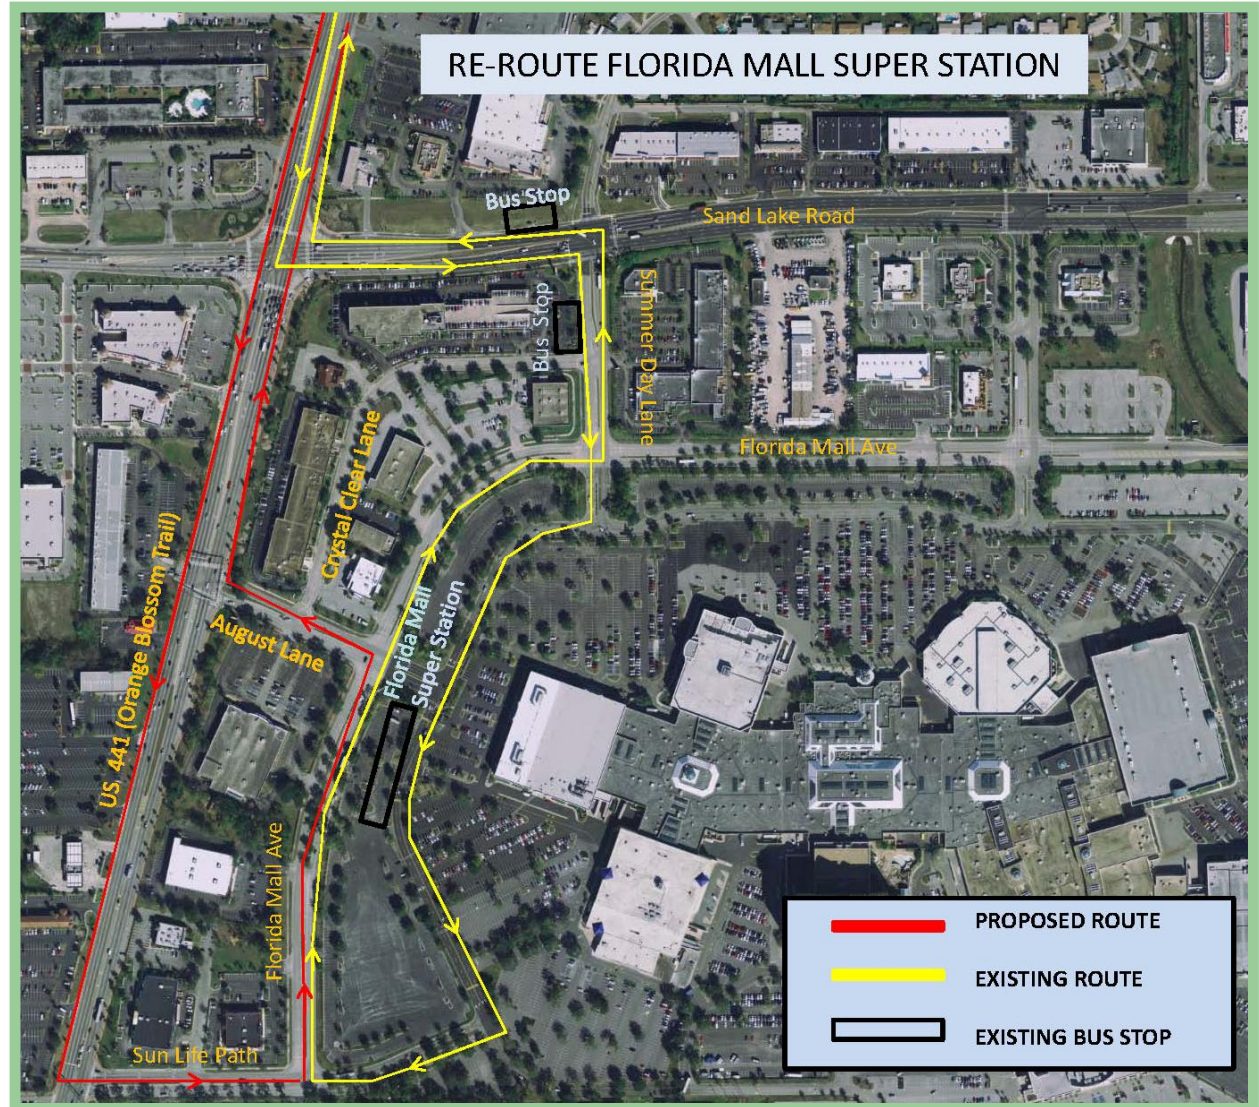 RE-ROUTE FLORIDA MALL SUPER STATION
Bus Stop
Sand Lake Road
Bus Stop
Summer Day Lane
Florida Mall Ave
Crystal Clear Lane
US 441 (Orange Blossom Trail)
August Lane
Florida Mall
Super Station
Florida Mall Ave
Sun Life Path
PROPOSED ROUTE
EXISTING ROUTE
EXISTING BUS STOP